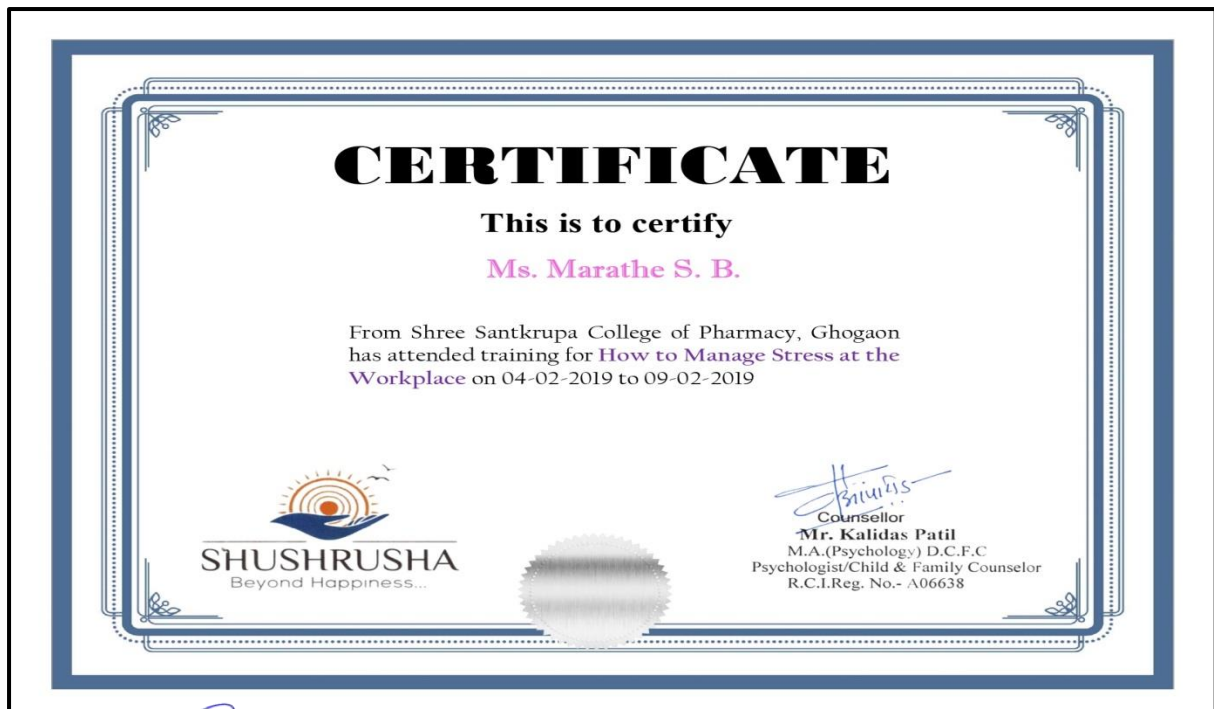 CERTIFICATE
This is to certify
Ms. Marathe S. B.
From Shree Santkrupa College of Pharmacy, Ghogaon
has attended training for How to Manage Stress at the
Workplace on 04-02-2019 to 09-02-2019
SHUSHRUSHA
Beyond Happiness...
Counsellor
Mr. Kalidas Patil
M.A.(Psychology) D.C.F.C
Psychologist/Child & Family Counselor
R.C.I.Reg. No.- A06638